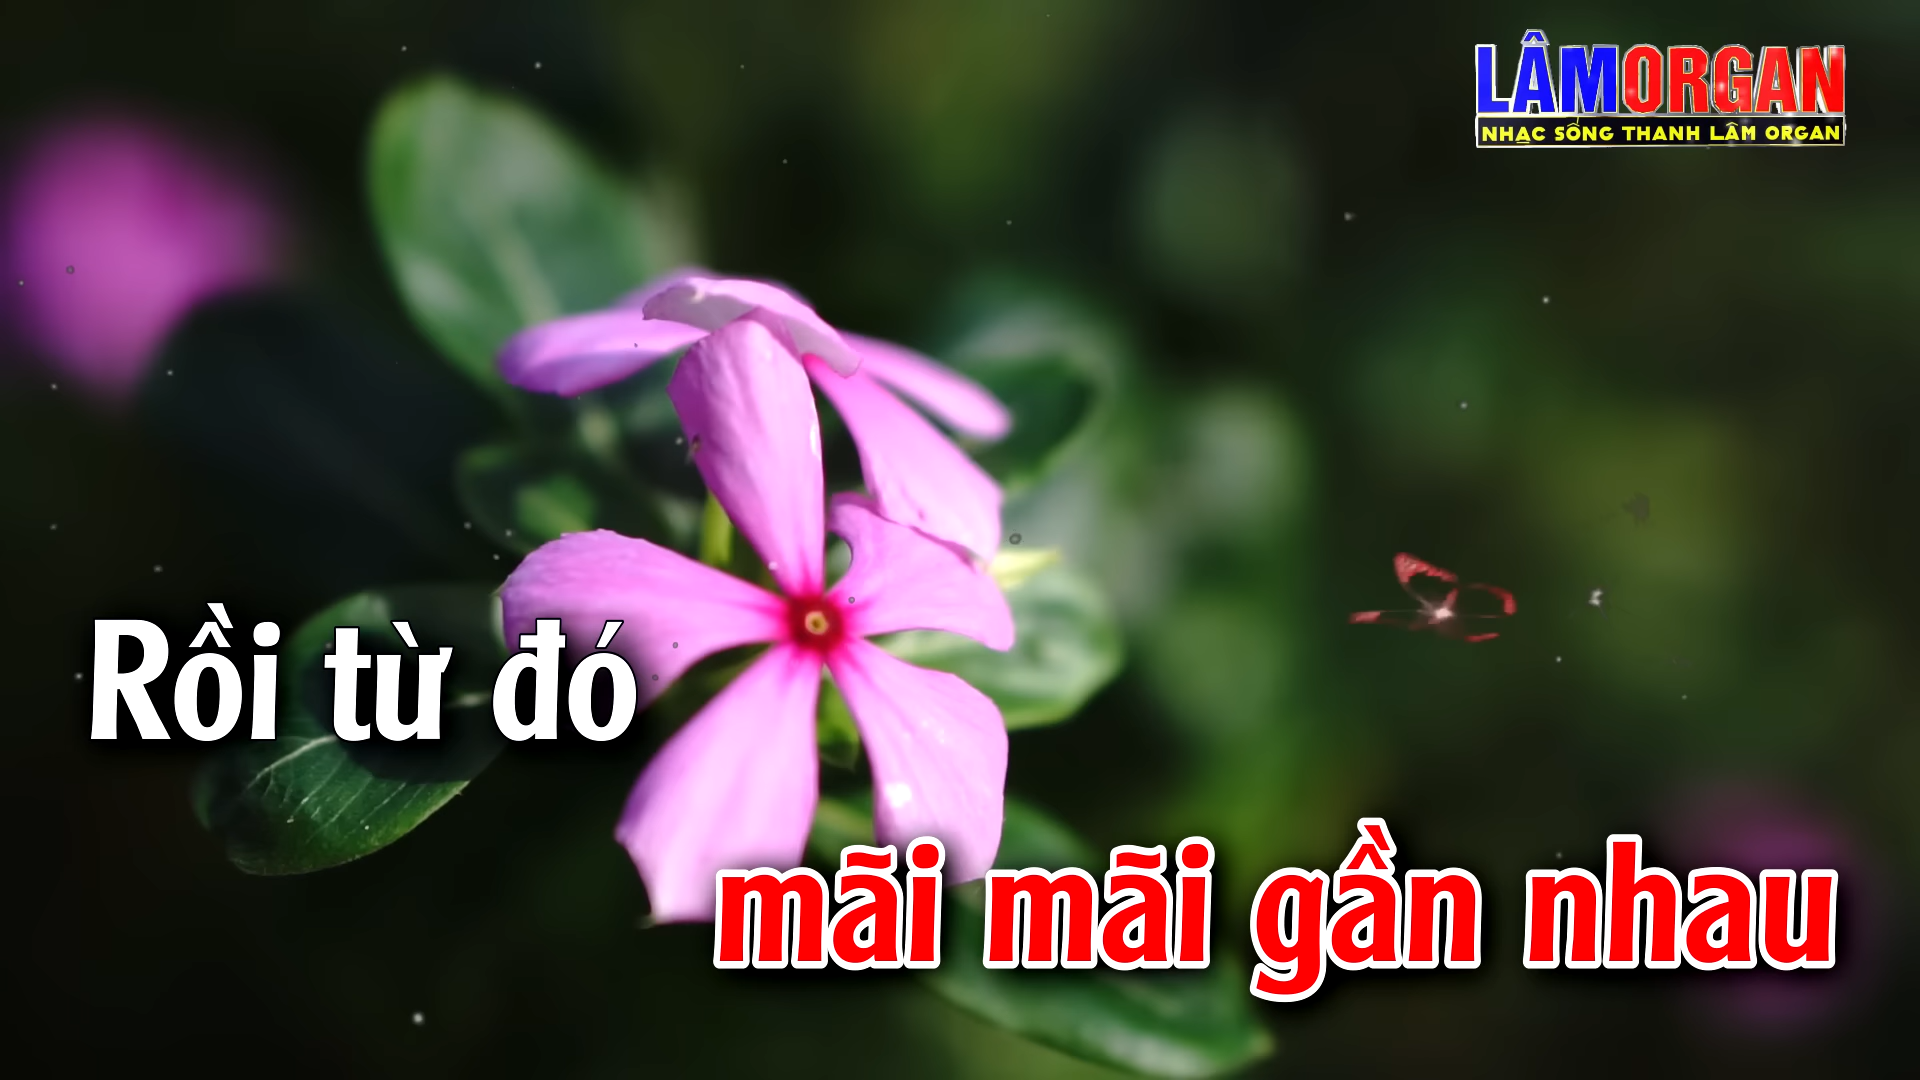 LÂMORGAN
NHẠC SỐNG THANH LÂM ORGAN
Rồi từ đó
mãi mãi gần nhau